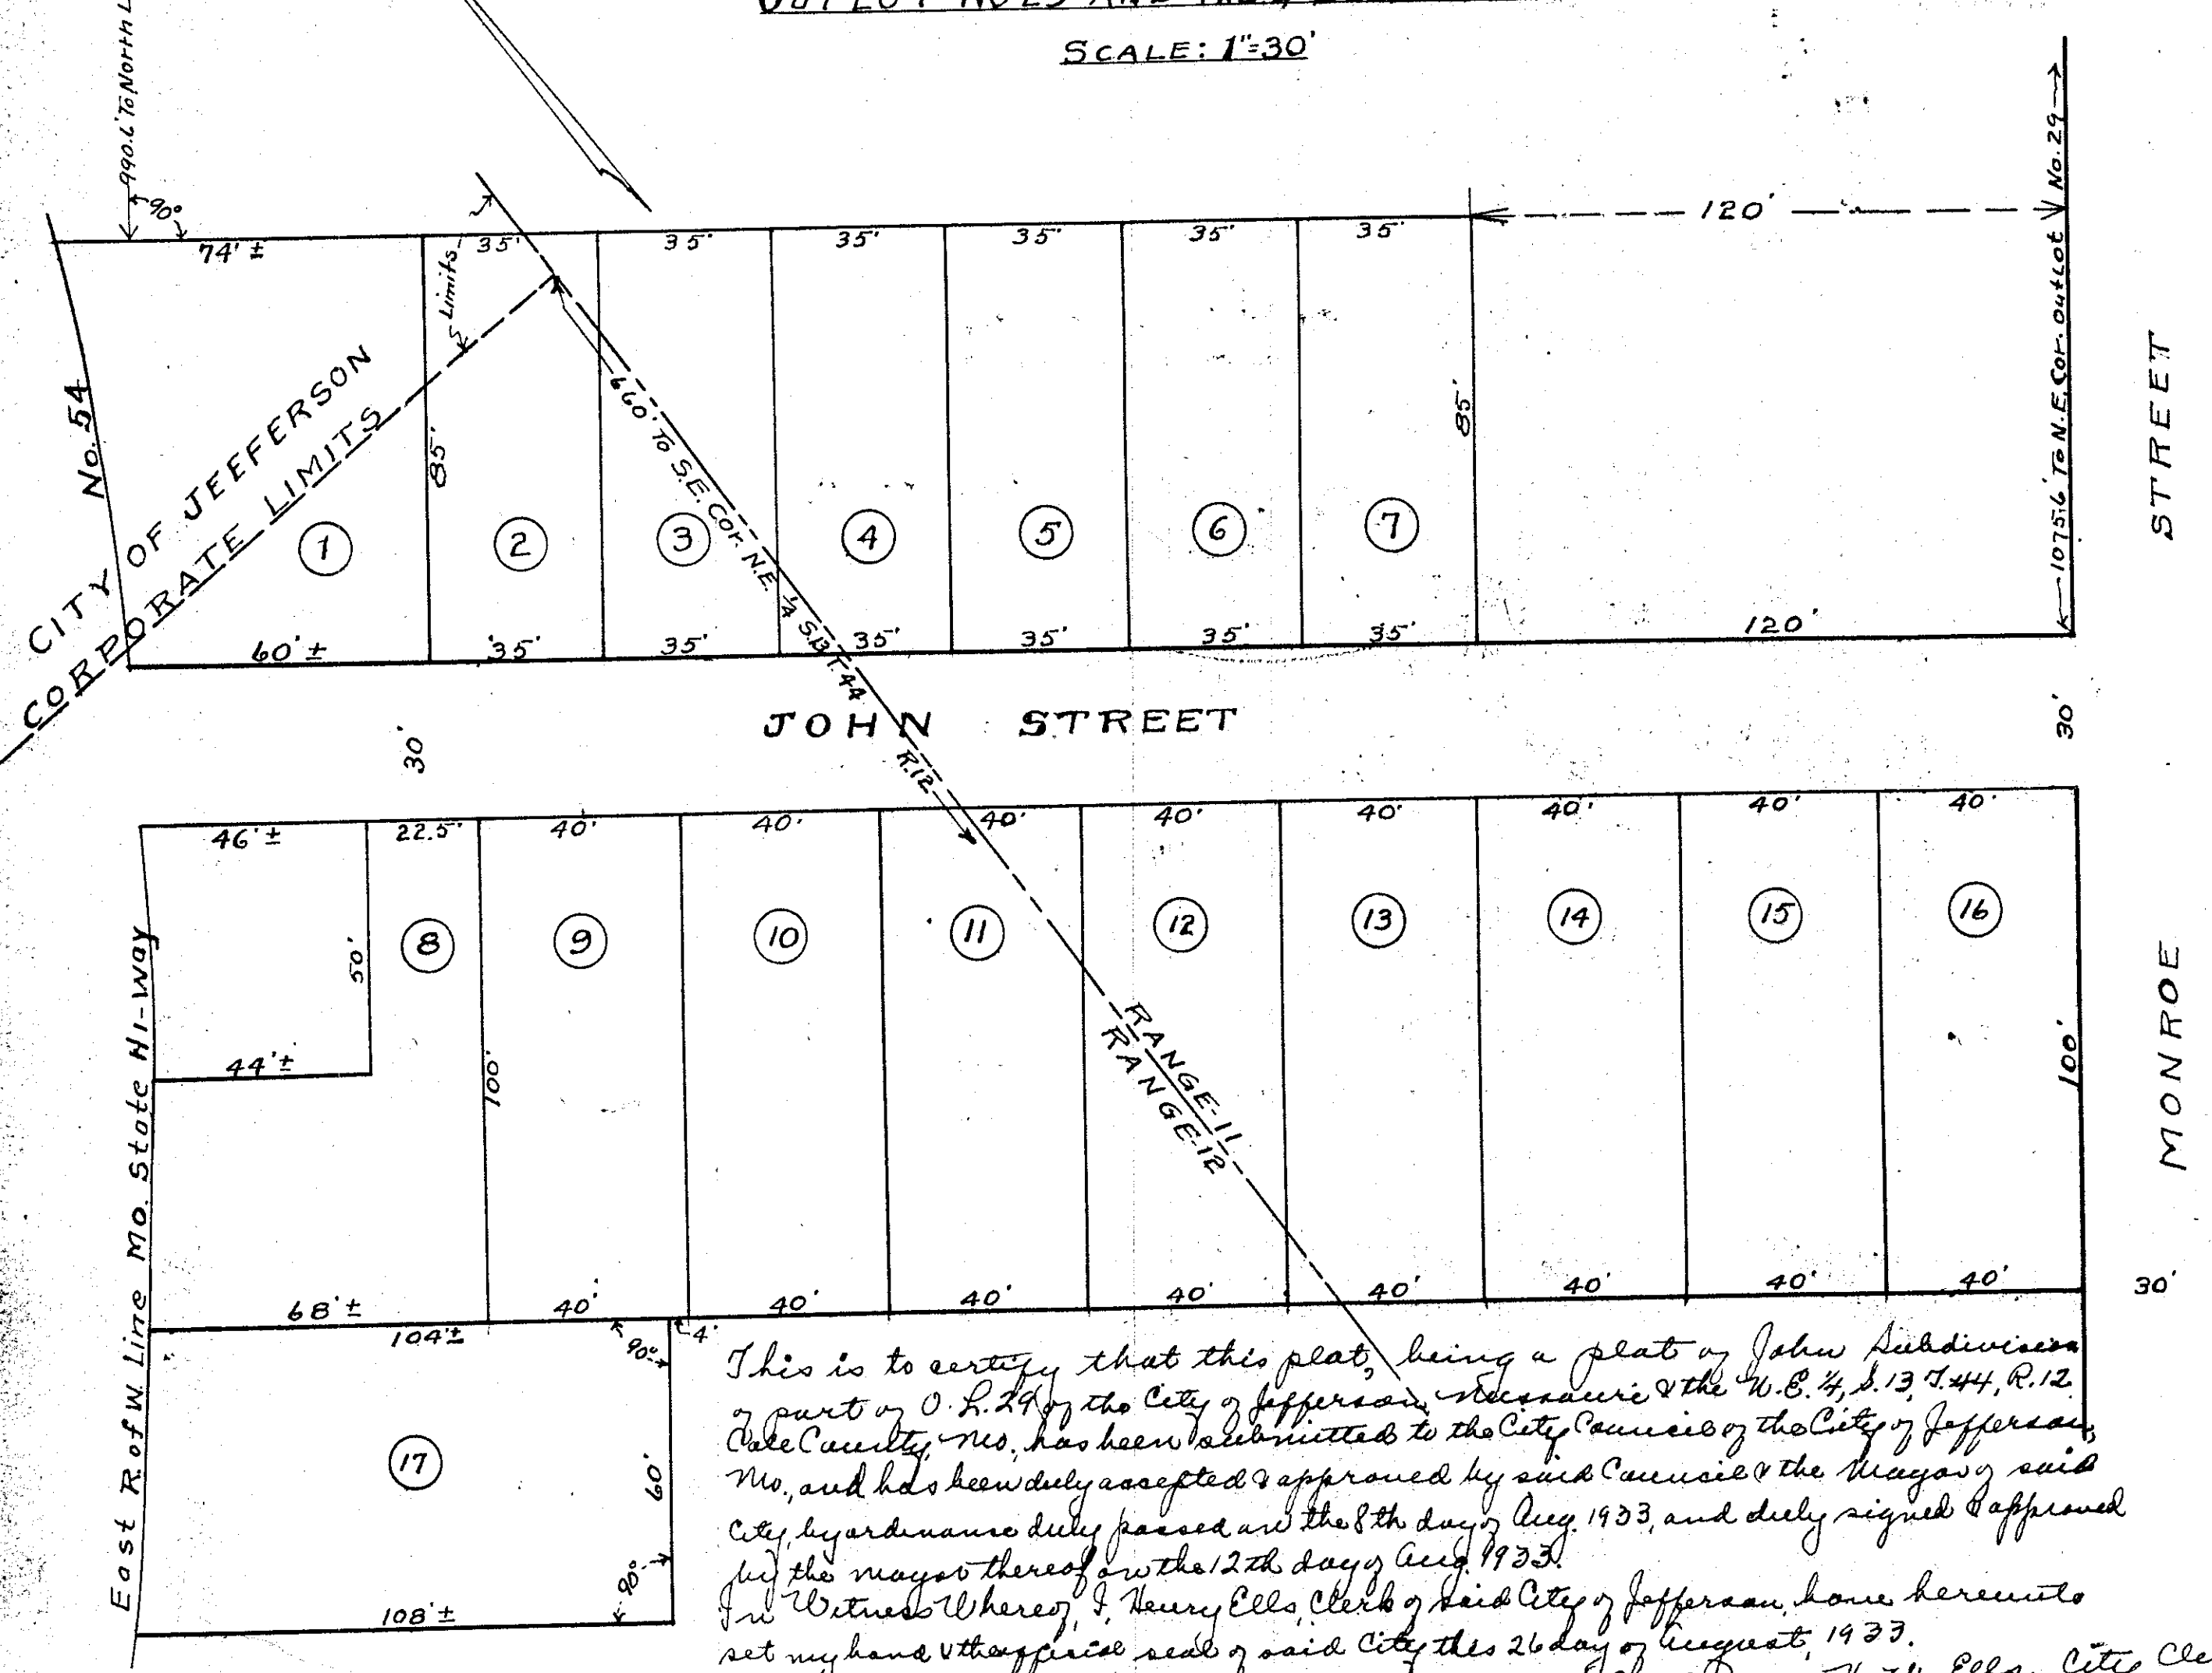 SCALE: 1"=30'
990.6' To North L
90°
No. 54
74' ±
35'
35'
35'
35'
35'
35'
120'
Limits
CITY OF JEEFERSON
CORPORATE LIMITS
85'
660' To S.E. Cor. N.E. ¼ S.13 T.44 R.12
85'
1075.6' To N.E. Cor. OutLot No. 29
STREET
1
2
3
4
5
6
7
60' ±
35'
35'
35'
35'
35'
35'
120'
30'
JOHN STREET
30'
46' ±
22.5'
40'
40'
40'
40'
40'
40'
40'
40'
8
9
10
11
12
13
14
15
16
50'
44' ±
100'
RANGE-11
RANGE-12
100'
MONROE
East R of W Line Mo. State Hi-Way
68' ±
40'
40'
40'
40'
40'
40'
40'
40'
30'
104' ±
90°
4'
17
60'
90°
108' ±
This is to certify that this plat, being a plat of John Subdivision
of part of O.L. 29 of the City of Jefferson, Missouri & the N.E. ¼, S.13, T.44, R.12
Cole County, Mo., has been submitted to the City Council of the City of Jefferson,
Mo., and has been duly accepted & approved by said Council & the Mayor of said
City, by ordinance duly passed on the 8th day of Aug. 1933, and duly signed & approved
by the mayor thereof on the 12th day of Aug. 1933.
In Witness Whereof, I, Henry Ells, Clerk of said City of Jefferson, have hereunto
set my hand & the official seal of said City this 26 day of August, 1933.
Ells, City Cle